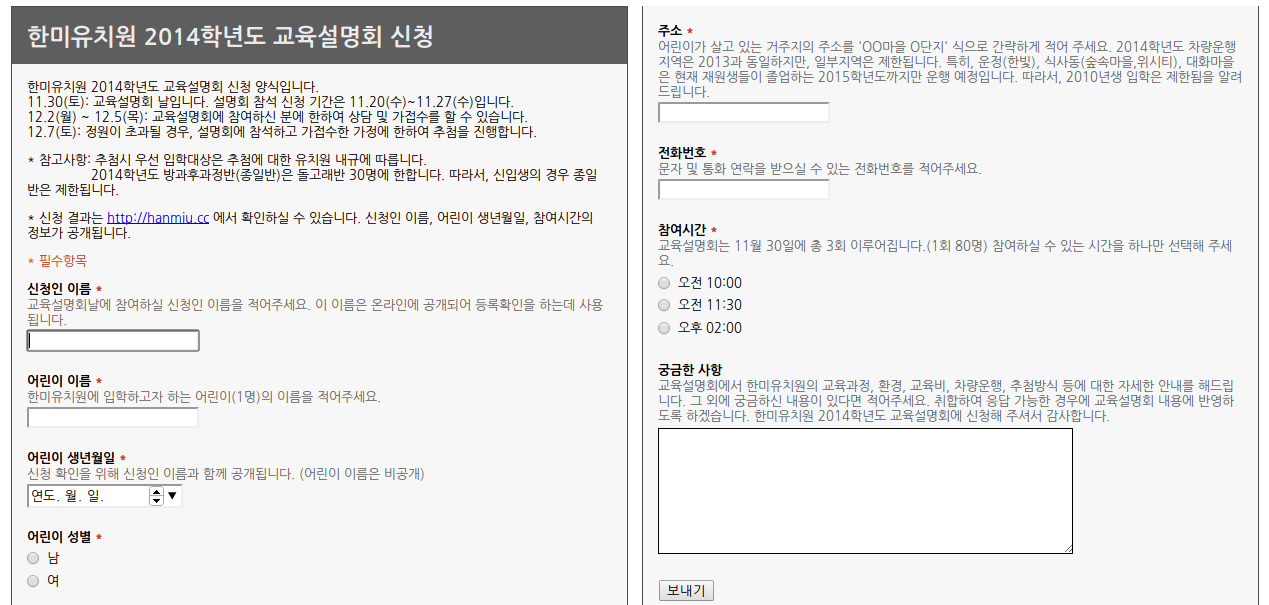 한미유치원 2014학년도 교육설명회 신청
한미유치원 2014학년도 교육설명회 신청 양식입니다.
11.30(토): 교육설명회 날입니다. 설명회 참석 신청 기간은 11.20(수)~11.27(수)입니다.
12.2(월) ~ 12.5(목): 교육설명회에 참여하신 분에 한하여 상담 및 가접수를 할 수 있습니다.
12.7(토): 정원이 초과될 경우, 설명회에 참석하고 가접수한 가정에 한하여 추첨을 진행합니다.
* 참고사항: 추첨시 우선 입학대상은 추첨에 대한 유치원 내규에 따릅니다.
2014학년도 방과후과정반(종일반)은 돌고래반 30명에 한합니다. 따라서, 신입생의 경우 종일
반은 제한됩니다.
* 신청 결과는 http://hanmiu.cc 에서 확인하실 수 있습니다. 신청인 이름, 어린이 생년월일, 참여시간의
정보가 공개됩니다.
* 필수항목
신청인 이름 *
교육설명회날에 참여하실 신청인 이름을 적어주세요. 이 이름은 온라인에 공개되어 등록확인을 하는데 사용
됩니다.
어린이 이름 *
한미유치원에 입학하고자 하는 어린이(1명)의 이름을 적어주세요.
어린이 생년월일 *
신청 확인을 위해 신청인 이름과 함께 공개됩니다. (어린이 이름은 비공개)
연도. 월. 일.
어린이 성별 *
남
여
주소 *
어린이가 살고 있는 거주지의 주소를 'OO마을 O단지' 식으로 간략하게 적어 주세요. 2014학년도 차량운행
지역은 2013과 동일하지만, 일부지역은 제한됩니다. 특히, 운정(한빛), 식사동(숲속마을,위시티), 대화마을
은 현재 재원생들이 졸업하는 2015학년도까지만 운행 예정입니다. 따라서, 2010년생 입학은 제한됨을 알려
드립니다.
전화번호 *
문자 및 통화 연락을 받으실 수 있는 전화번호를 적어주세요.
참여시간 *
교육설명회는 11월 30일에 총 3회 이루어집니다.(1회 80명) 참여하실 수 있는 시간을 하나만 선택해 주세
요.
오전 10:00
오전 11:30
오후 02:00
궁금한 사항
교육설명회에서 한미유치원의 교육과정, 환경, 교육비, 차량운행, 추첨방식 등에 대한 자세한 안내를 해드립
니다. 그 외에 궁금하신 내용이 있다면 적어주세요. 취합하여 응답 가능한 경우에 교육설명회 내용에 반영하
도록 하겠습니다. 한미유치원 2014학년도 교육설명회에 신청해 주셔서 감사합니다.
보내기